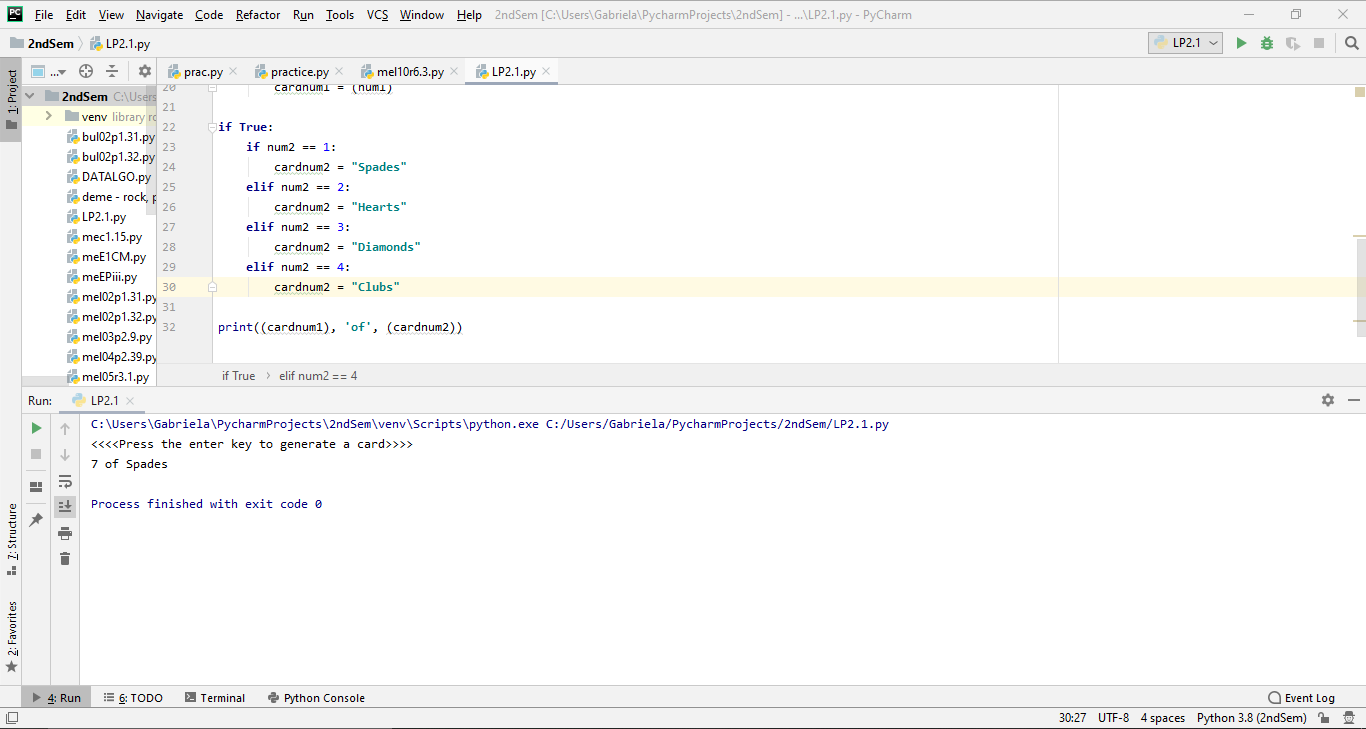 PC File Edit View Navigate Code Refactor Run Tools VCS Window Help 2ndSem [C:\Users\Gabriela\PycharmProjects\2ndSem] - ...\LP2.1.py - PyCharm
2ndSem LP2.1.py LP2.1
1: Project
... prac.py practice.py mel10r6.3.py LP2.1.py
2ndSem C:\Users
venv library
bul02p1.31.py
bul02p1.32.py
DATALGO.py
deme - rock,
LP2.1.py
mec1.15.py
meE1CM.py
meEPiii.py
mel02p1.31.py
mel02p1.32.py
mel03p2.9.py
mel04p2.39.py
mel05r3.1.py
20 cardnum1 = (num1)
21
22 if True:
23 if num2 == 1:
24 cardnum2 = "Spades"
25 elif num2 == 2:
26 cardnum2 = "Hearts"
27 elif num2 == 3:
28 cardnum2 = "Diamonds"
29 elif num2 == 4:
30 cardnum2 = "Clubs"
31
32 print((cardnum1), 'of', (cardnum2))
if True elif num2 == 4
Run: LP2.1
C:\Users\Gabriela\PycharmProjects\2ndSem\venv\Scripts\python.exe C:/Users/Gabriela/PycharmProjects/2ndSem/LP2.1.py
<<<<Press the enter key to generate a card>>>>
7 of Spades
Process finished with exit code 0
7: Structure
2: Favorites
4: Run 6: TODO Terminal Python Console Event Log
30:27 UTF-8 4 spaces Python 3.8 (2ndSem)